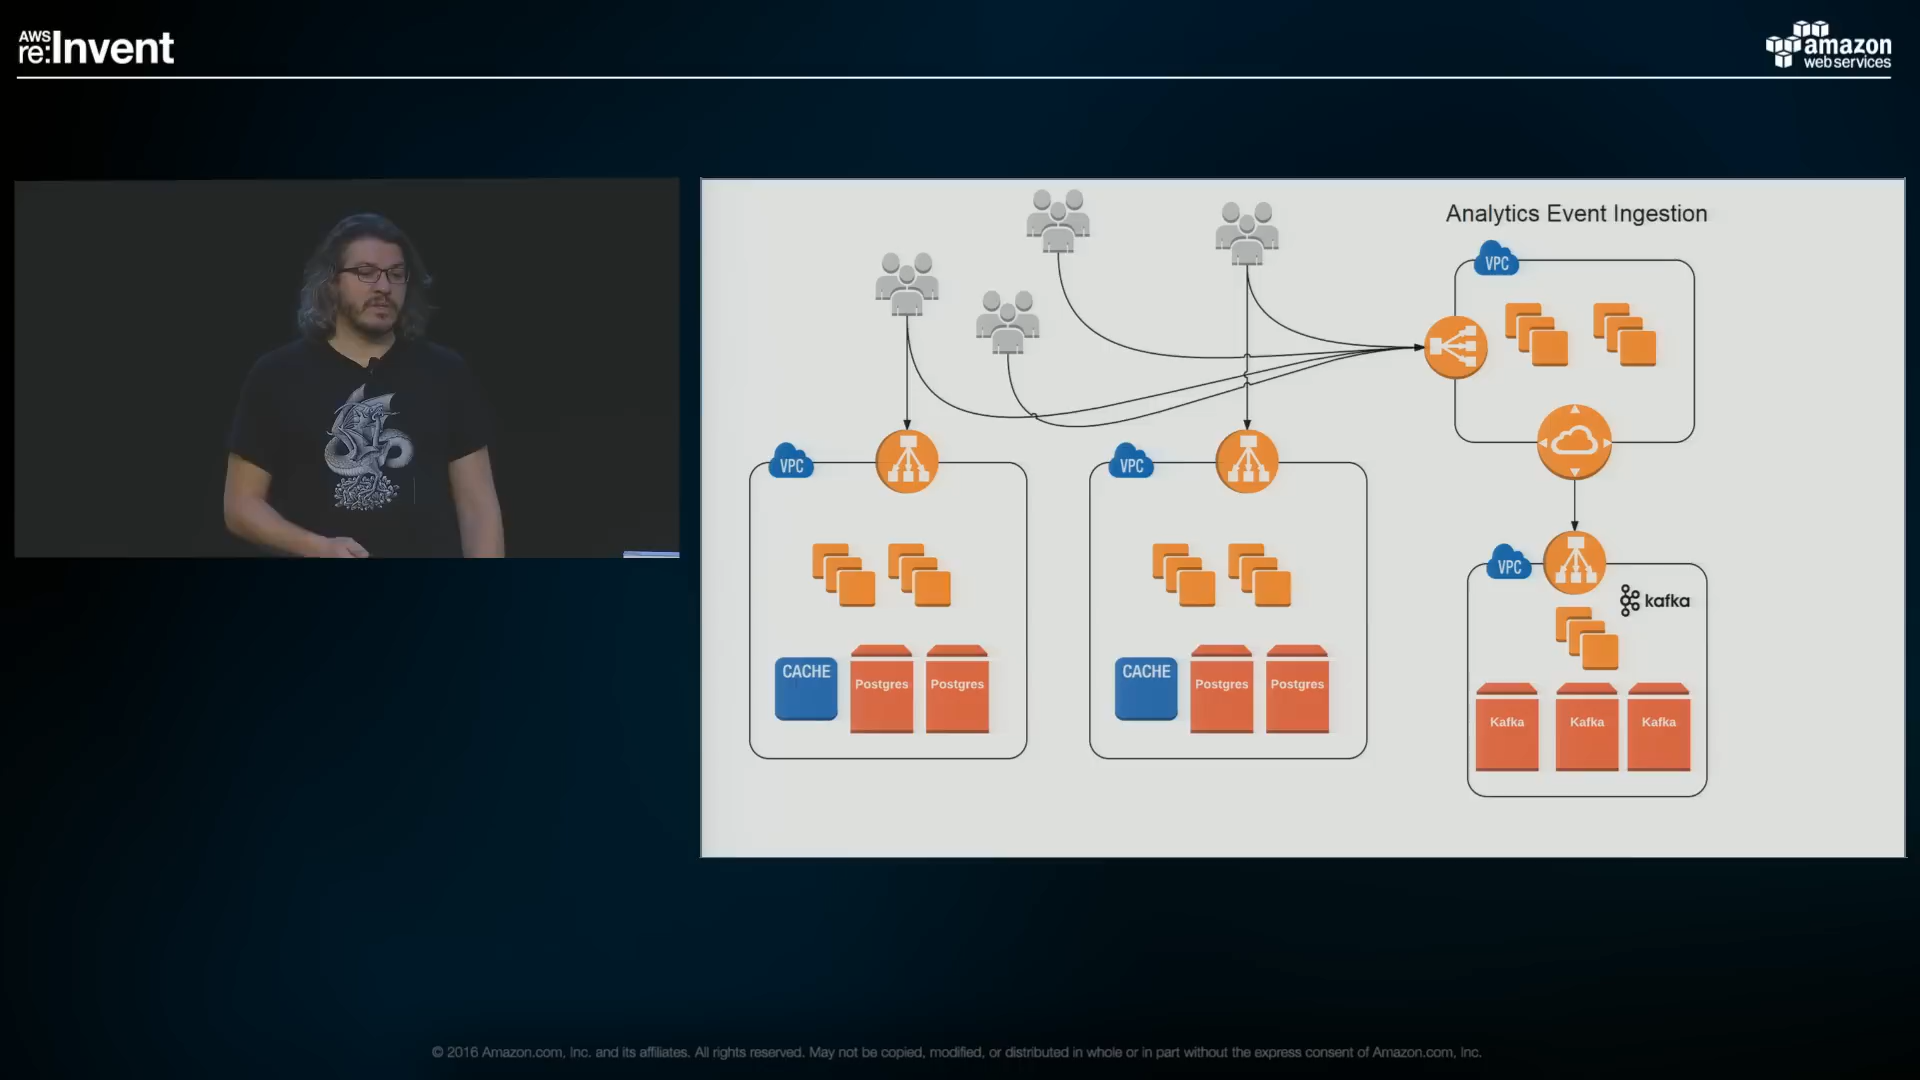 AWS
re:Invent
amazon
web services
Analytics Event Ingestion
VPC
VPC
VPC
CACHE
Postgres
Postgres
CACHE
Postgres
Postgres
VPC
kafka
Kafka
Kafka
Kafka
© 2016 Amazon.com, Inc. and its affiliates. All rights reserved. May not be copied, modified, or distributed in whole or in part without the express consent of Amazon.com, Inc.